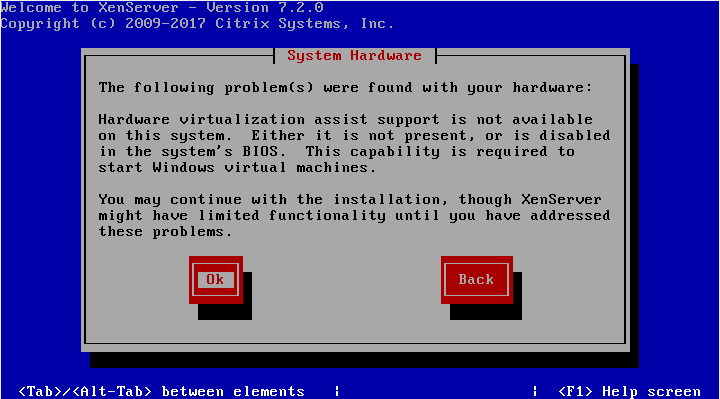 Welcome to XenServer - Version 7.2.0
Copyright (c) 2009-2017 Citrix Systems, Inc.
System Hardware
The following problem(s) were found with your hardware:
Hardware virtualization assist support is not available
on this system.  Either it is not present, or is disabled
in the system's BIOS.  This capability is required to
start Windows virtual machines.
You may continue with the installation, though XenServer
might have limited functionality until you have addressed
these problems.
Ok
Back
<Tab>/<Alt-Tab> between elements   |                     |  <F1> Help screen